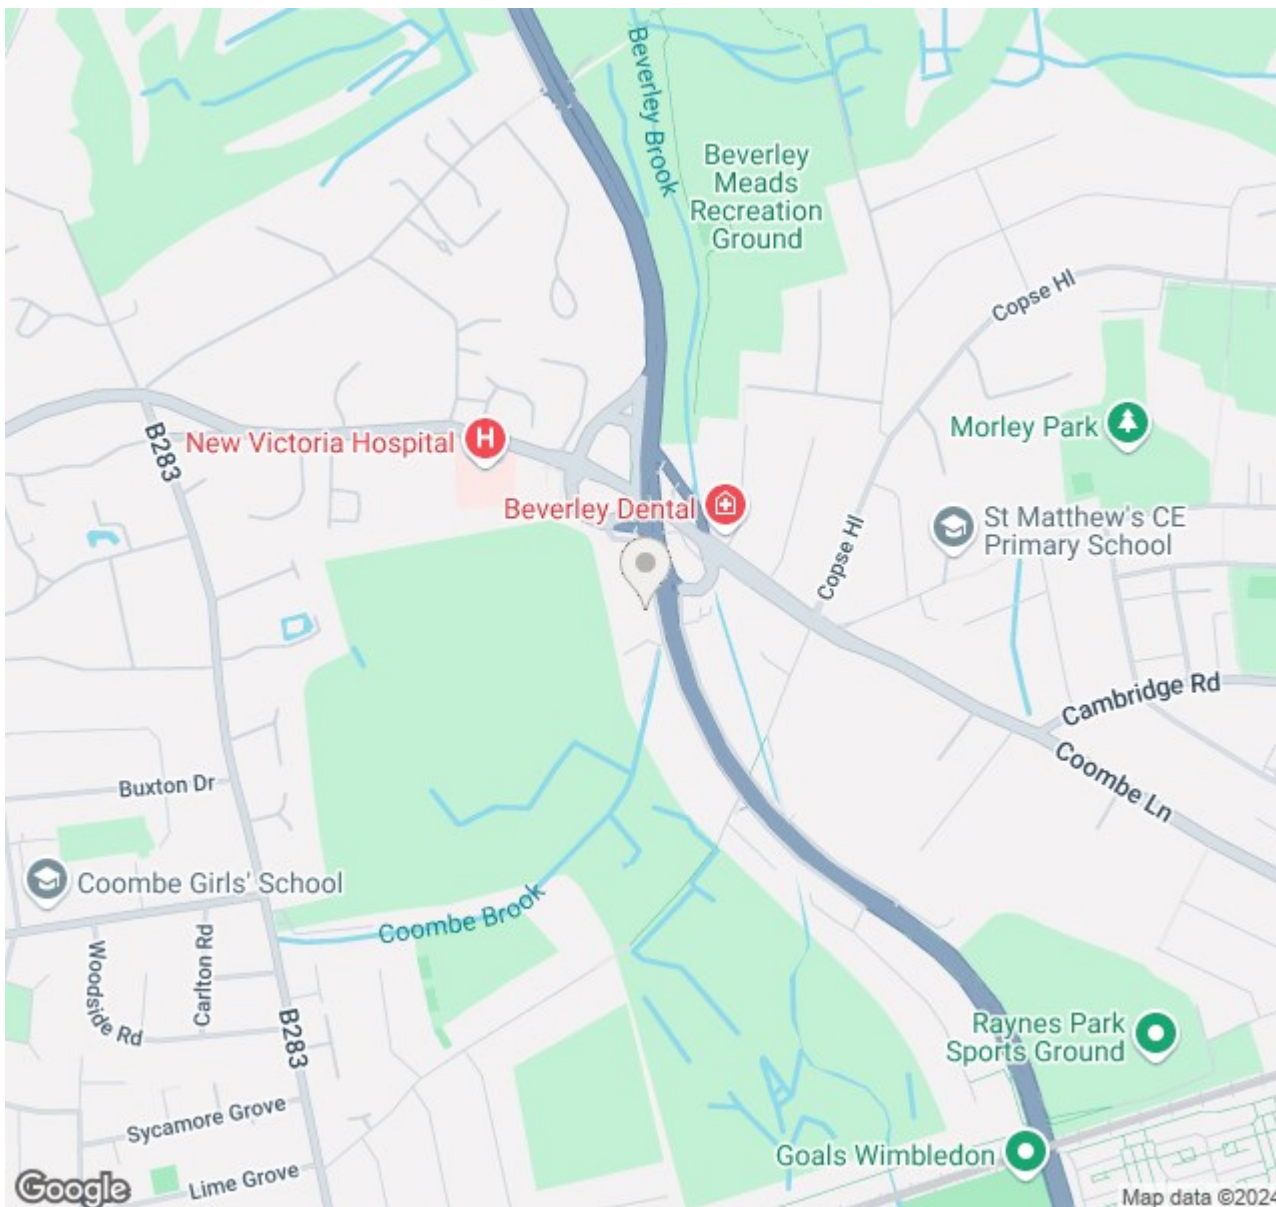 Beverley Brook
Beverley
Meads
Recreation
Ground
Copse Hl
Morley Park
B283
New Victoria Hospital
H
Beverley Dental
St Matthew's CE
Primary School
Copse Hl
Cambridge Rd
Coombe Ln
Buxton Dr
Coombe Girls' School
Coombe Brook
Woodside Rd
Carlton Rd
B283
Raynes Park
Sports Ground
Sycamore Grove
Goals Wimbledon
Lime Grove
Google
Map data ©2024